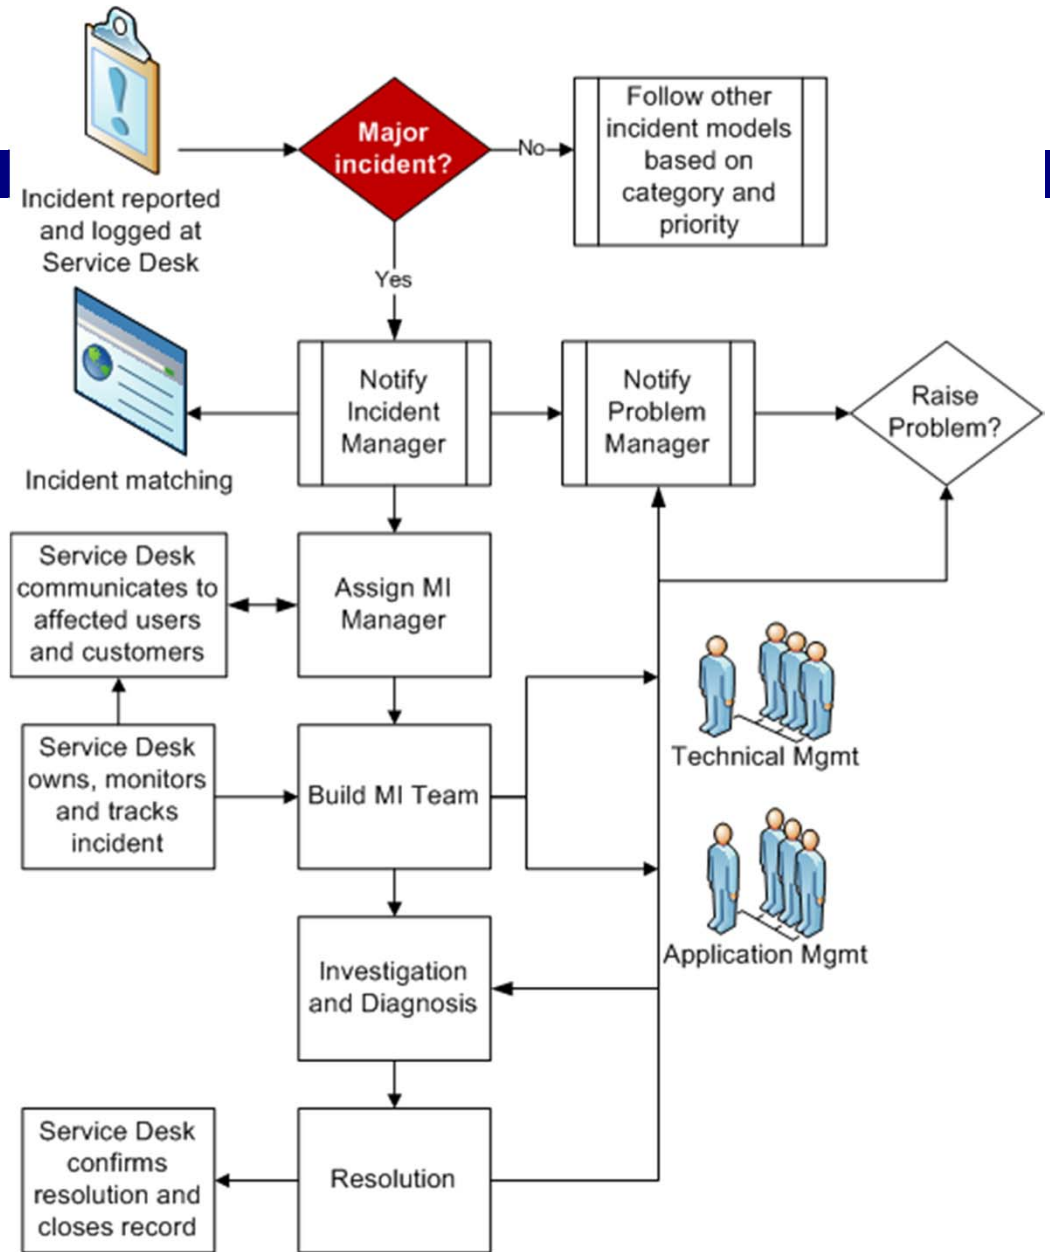 Incident reported
and logged at
Service Desk
Major
incident?
No
Follow other
incident models
based on
category and
priority
Yes
Incident matching
Notify
Incident
Manager
Notify
Problem
Manager
Raise
Problem?
Service Desk
communicates to
affected users
and customers
Assign MI
Manager
Technical Mgmt
Service Desk
owns, monitors
and tracks
incident
Build MI Team
Application Mgmt
Investigation
and Diagnosis
Service Desk
confirms
resolution and
closes record
Resolution